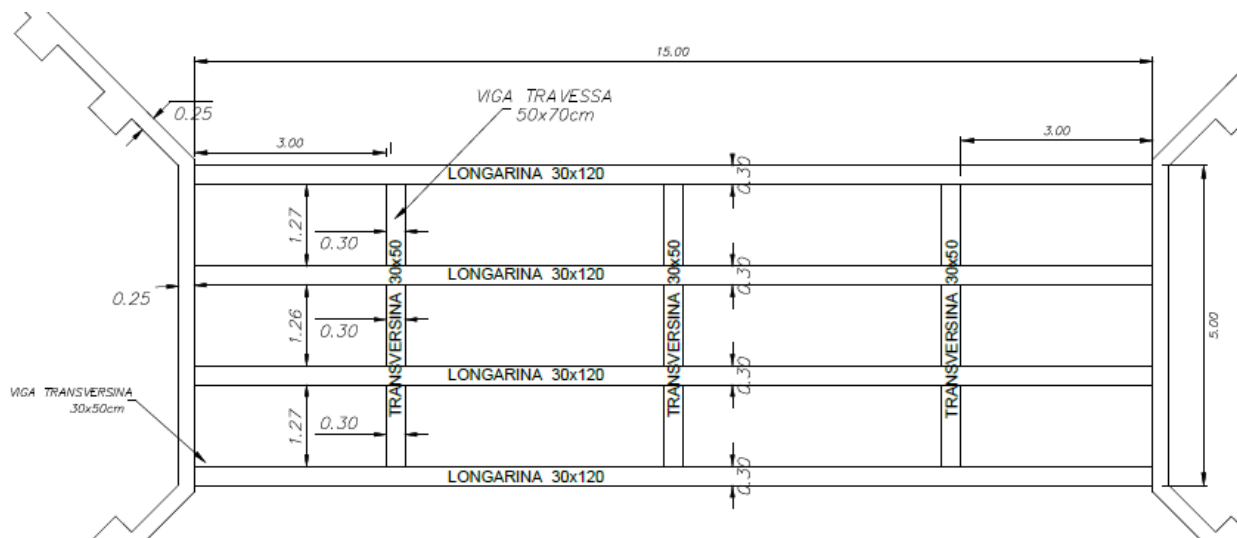 15.00
VIGA TRAVESSA
50x70cm
0.25
3.00
3.00
LONGARINA 30x120
0.30
1.27
0.30
TRANSVERSINA 30x50
TRANSVERSINA 30x50
TRANSVERSINA 30x50
LONGARINA 30x120
0.30
0.25
1.26
0.30
5.00
LONGARINA 30x120
0.30
VIGA TRANSVERSINA
30x50cm
1.27
0.30
LONGARINA 30x120
0.30